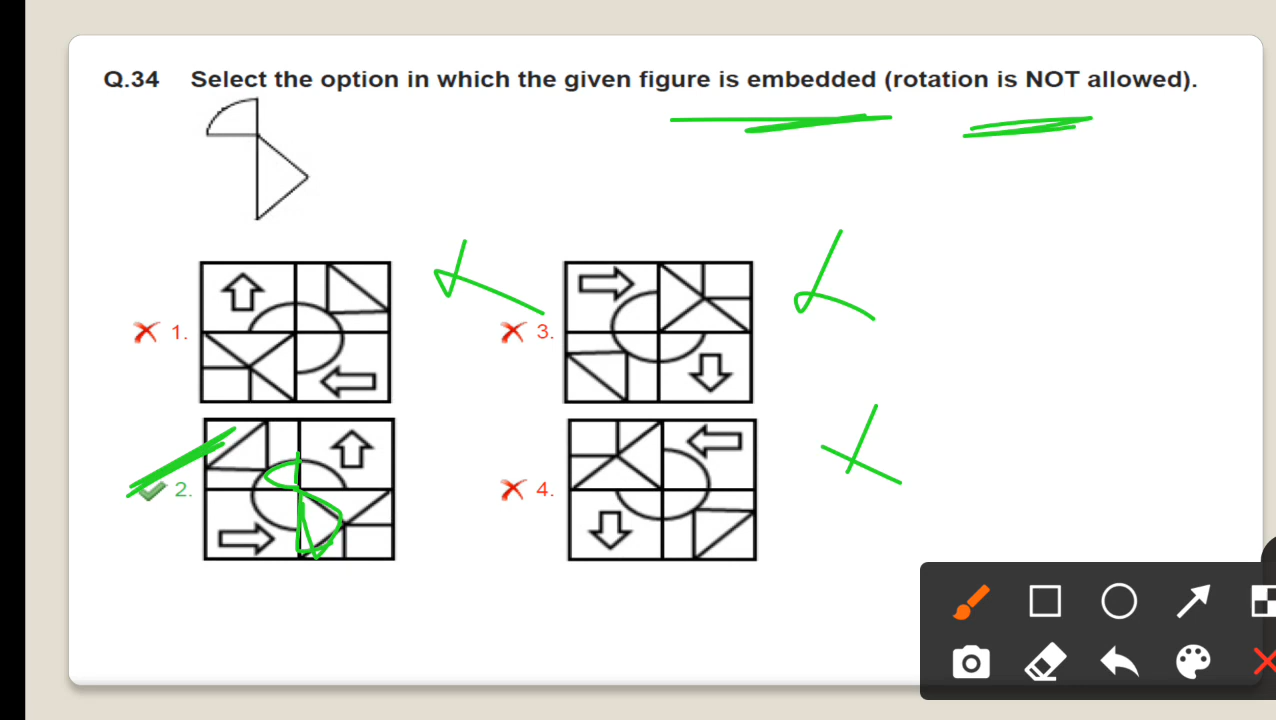 Q.34 Select the option in which the given figure is embedded (rotation is NOT allowed).
1.
3.
2.
4.